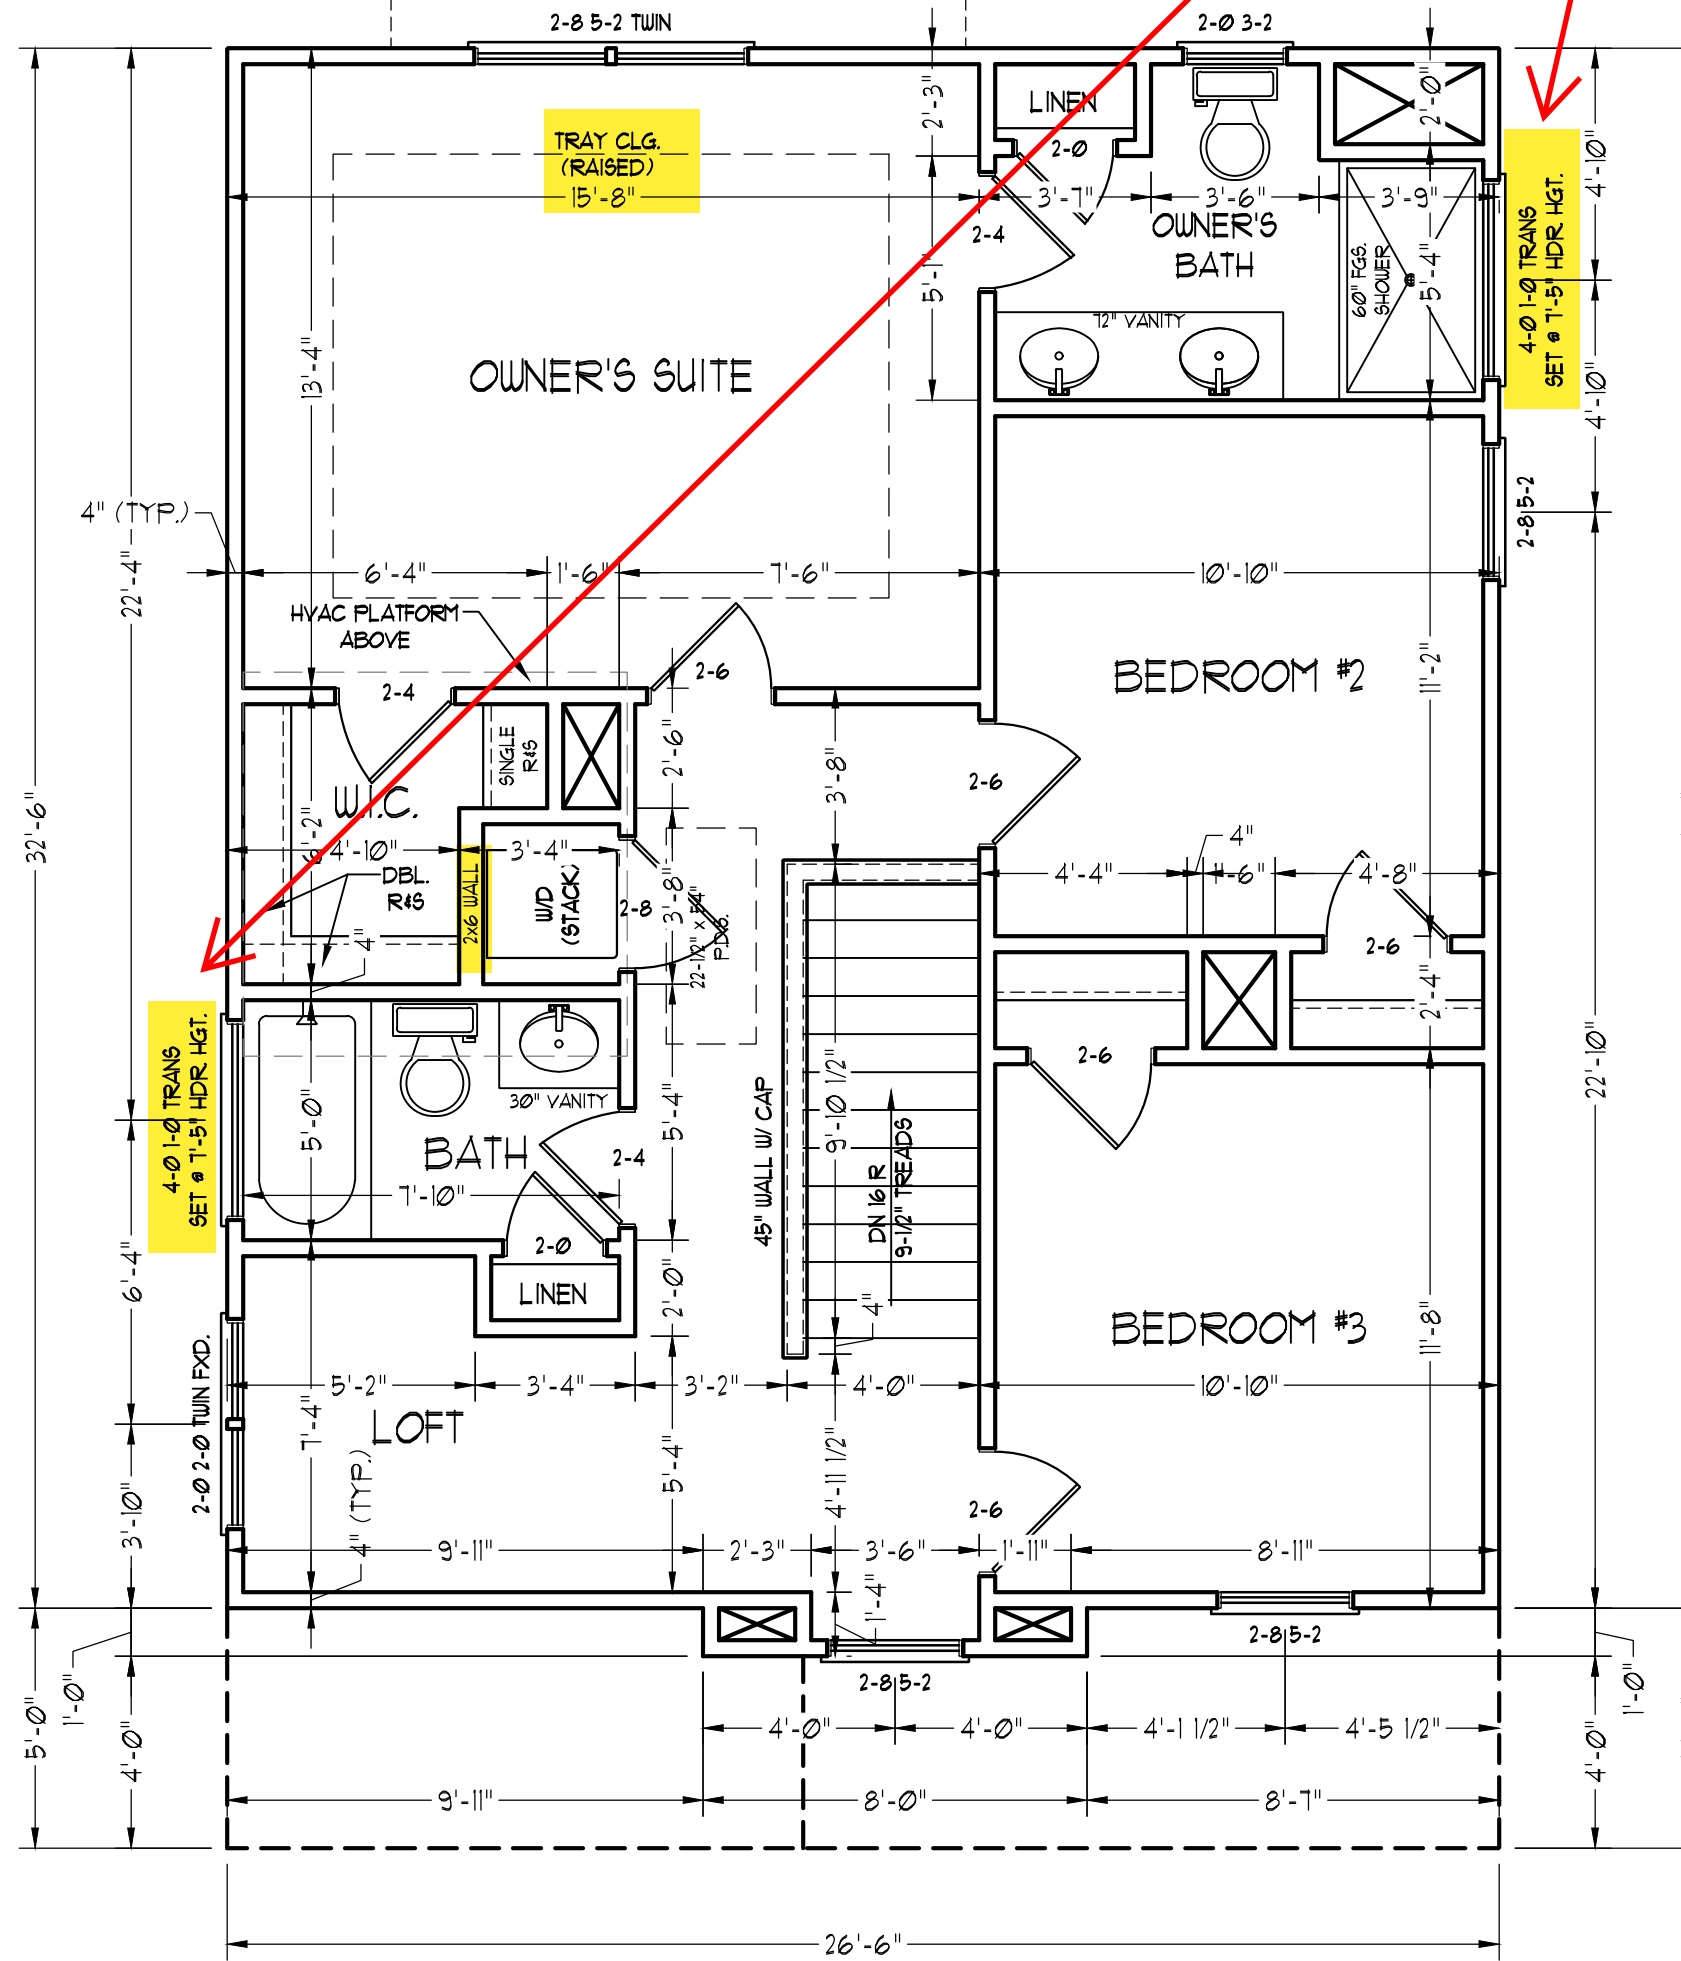 2-8 5-2 TWIN
2-0 3-2
LINEN
2-0
2'-3"
2'-0"
4'-10"
TRAY CLG.
(RAISED)
15'-8"
3'-7"
3'-6"
3'-9"
2-4
OWNER'S
BATH
5'-1"
5'-4"
60" FGS.
SHOWER
4-0 1-0 TRANS
SET @ 7'-5" HDR. HGT.
72" VANITY
13'-4"
OWNER'S SUITE
4'-10"
4" (TYP.)
2-8 5-2
22'-4"
6'-4"
1'-6"
7'-6"
10'-10"
HVAC PLATFORM
ABOVE
2-4
2-6
BEDROOM #2
11'-2"
SINGLE
R&S
2'-6"
3'-8"
2-6
W.I.C.
32'-6"
4'-10"
3'-4"
4"
DBL.
R&S
2x6 WALL
W/D
(STACK)
2-8
3'-8"
22-1/2" x 54"
P.D.S.
4'-4"
1'-6"
4'-8"
4"
2-6
2'-4"
4-0 1-0 TRANS
SET @ 7'-5" HDR. HGT.
5'-0"
30" VANITY
BATH
7'-10"
2-4
5'-4"
45" WALL W/ CAP
9'-10 1/2"
DN 16 R
9-1/2" TREADS
2-6
22'-10"
6'-4"
2-0
LINEN
2'-0"
4"
BEDROOM #3
11'-8"
2-0 2-0 TWIN FXD.
5'-2"
3'-4"
3'-2"
4'-0"
10'-10"
LOFT
7'-4"
4" (TYP.)
5'-4"
4'-11 1/2"
3'-10"
2-6
9'-11"
2'-3"
3'-6"
1'-11"
8'-11"
1'-4"
2-8 5-2
2-8 5-2
5'-0"
1'-0"
4'-0"
4'-0"
4'-0"
4'-1 1/2"
4'-5 1/2"
1'-0"
4'-0"
9'-11"
8'-0"
8'-7"
26'-6"